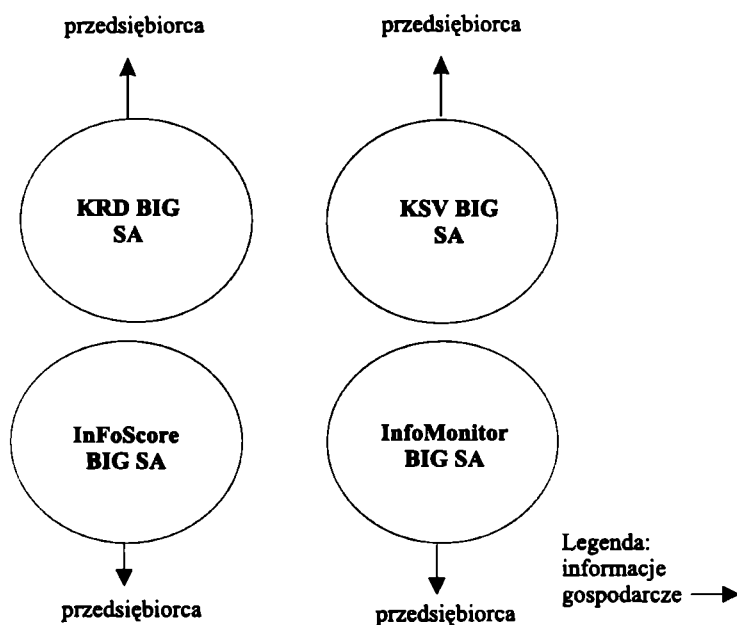 przedsiębiorca
przedsiębiorca
KRD BIG
SA
KSV BIG
SA
InFoScore
BIG SA
InfoMonitor
BIG SA
przedsiębiorca
przedsiębiorca
Legenda:
informacje
gospodarcze